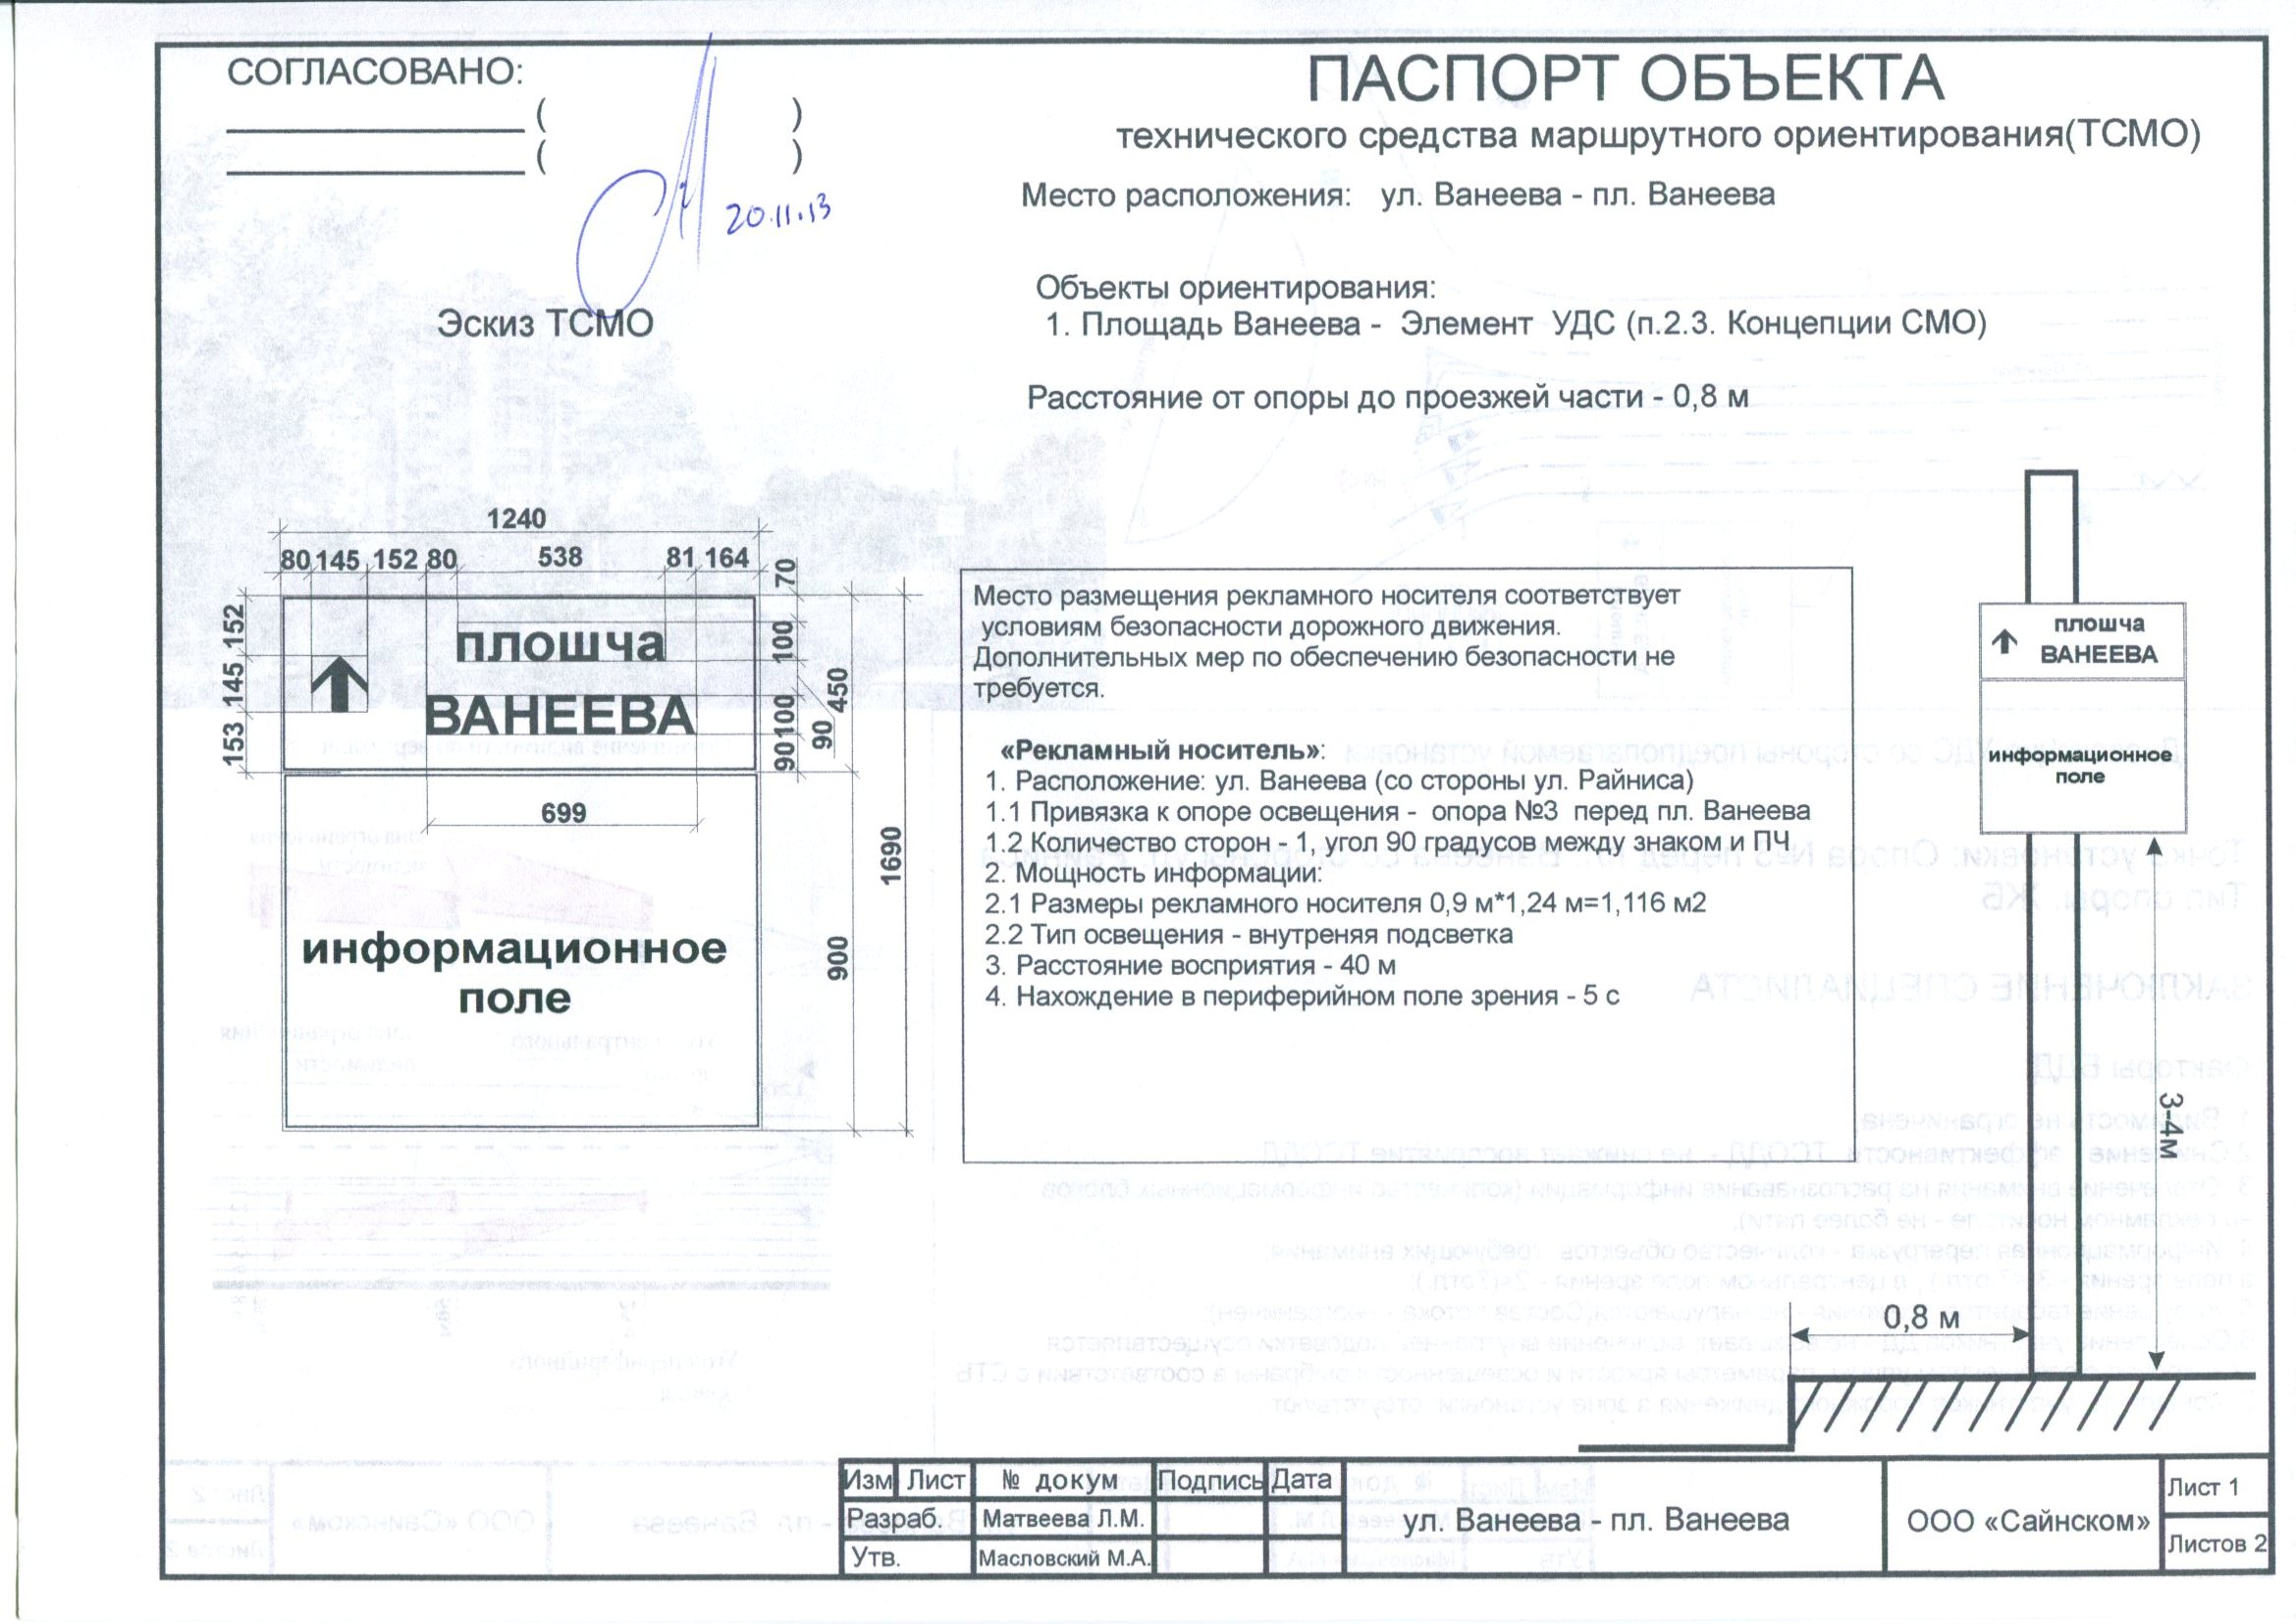 СОГЛАСОВАНО:
( )
( )
20.11.13
ПАСПОРТ ОБЪЕКТА
технического средства маршрутного ориентирования(ТСМО)
Место расположения: ул. Ванеева - пл. Ванеева
Объекты ориентирования:
1. Площадь Ванеева - Элемент УДС (п.2.3. Концепции СМО)
Расстояние от опоры до проезжей части - 0,8 м
Эскиз ТСМО
1240
80 145 152 80 538 81 164
70
152
145
153
100
100
90
90
450
плошча
ВАНЕЕВА
699
1690
900
информационное
поле
Место размещения рекламного носителя соответствует
условиям безопасности дорожного движения.
Дополнительных мер по обеспечению безопасности не
требуется.
«Рекламный носитель»:
1. Расположение: ул. Ванеева (со стороны ул. Райниса)
1.1 Привязка к опоре освещения - опора №3 перед пл. Ванеева
1.2 Количество сторон - 1, угол 90 градусов между знаком и ПЧ
2. Мощность информации:
2.1 Размеры рекламного носителя 0,9 м*1,24 м=1,116 м2
2.2 Тип освещения - внутреняя подсветка
3. Расстояние восприятия - 40 м
4. Нахождение в периферийном поле зрения - 5 с
плошча
ВАНЕЕВА
информационное
поле
3-4м
0,8 м
Изм Лист № докум Подпись Дата
Разраб. Матвеева Л.М.
Утв. Масловский М.А.
ул. Ванеева - пл. Ванеева
ООО «Сайнском»
Лист 1
Листов 2